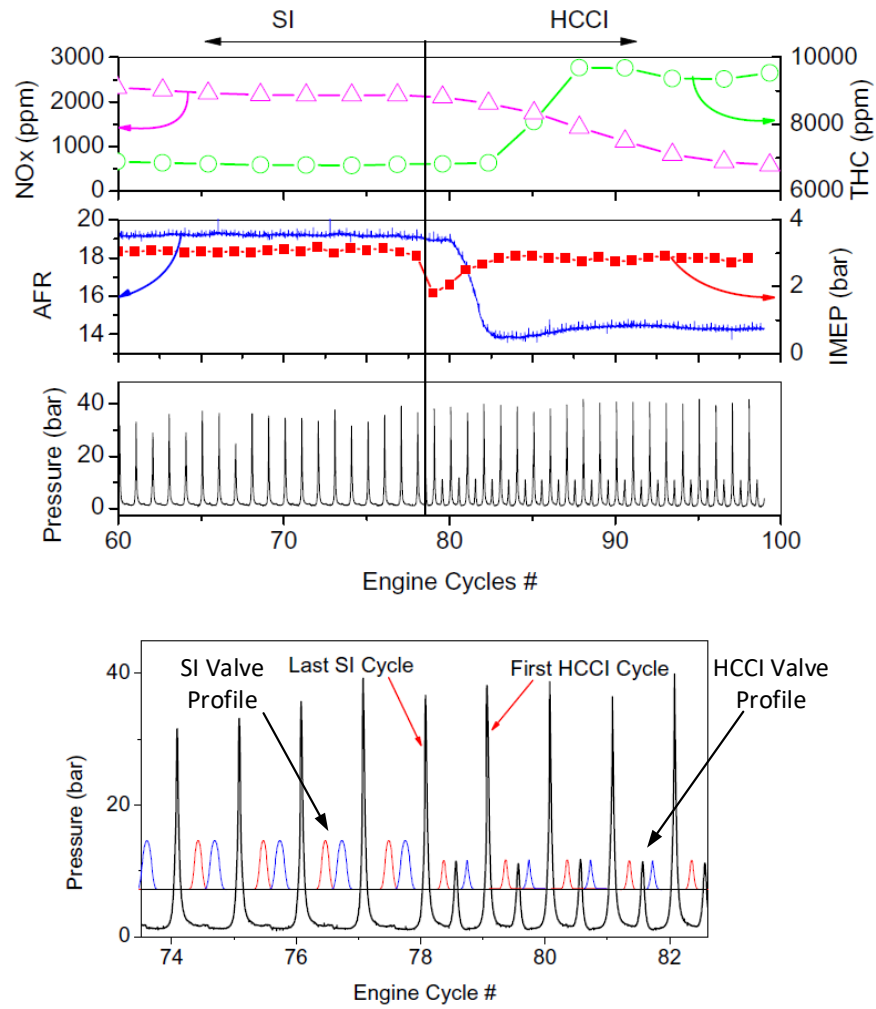 SI
HCCI
3000
2000
1000
0
NOx (ppm)
10000
8000
6000
THC (ppm)
20
18
16
14
AFR
4
2
0
IMEP (bar)
40
20
0
Pressure (bar)
60
70
80
90
100
Engine Cycles #
SI Valve
Profile
Last SI Cycle
First HCCI Cycle
HCCI Valve
Profile
40
20
0
Pressure (bar)
74
76
78
80
82
Engine Cycle #